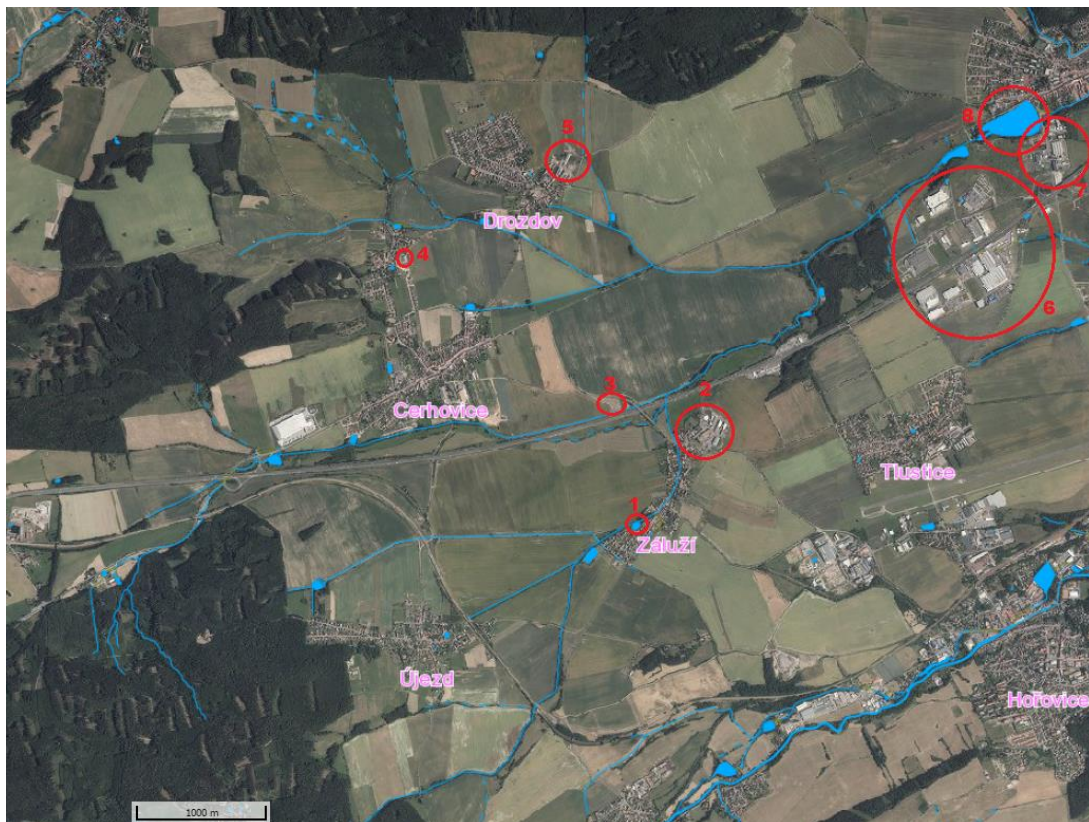 8
5
7
Drozdov
4
6
3
2
Cerhovice
Tlustice
1
Záluží
Újezd
Hořovice
1000 m